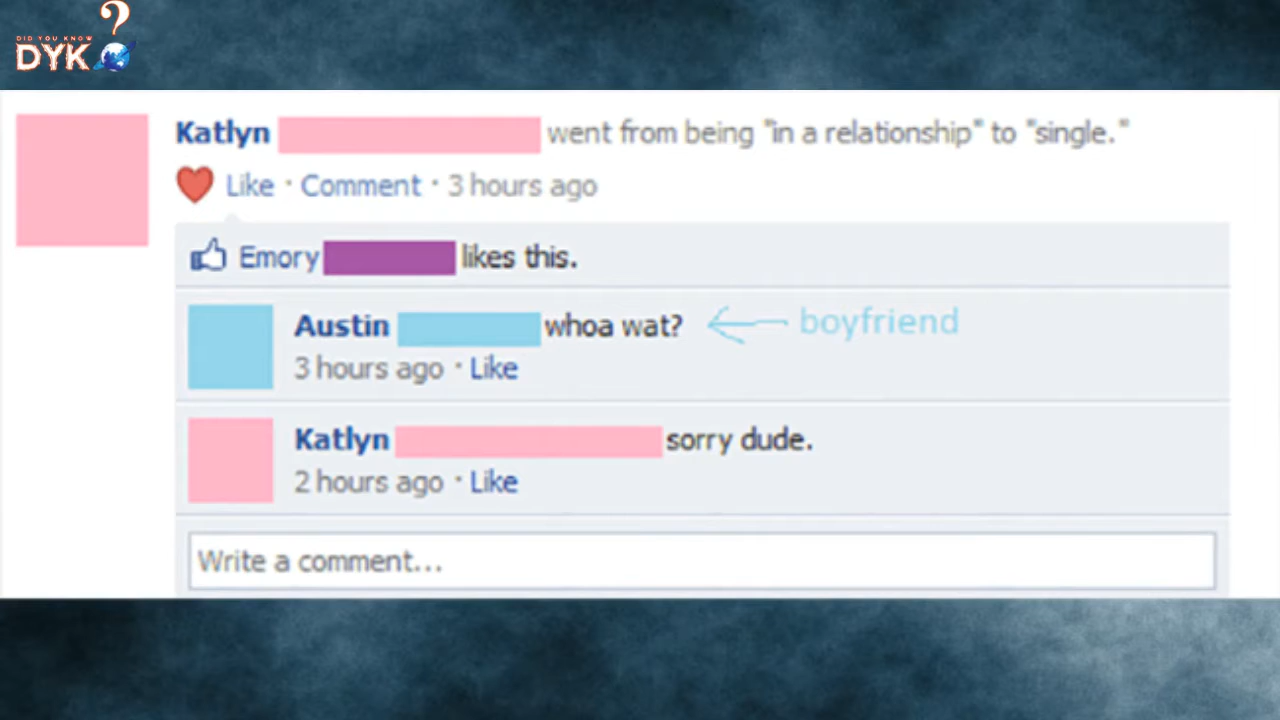 ?
DID YOU KNOW
DYK
Katlyn went from being "in a relationship" to "single."
Like · Comment · 3 hours ago
Emory likes this.
Austin whoa wat? boyfriend
3 hours ago · Like
Katlyn sorry dude.
2 hours ago · Like
Write a comment...